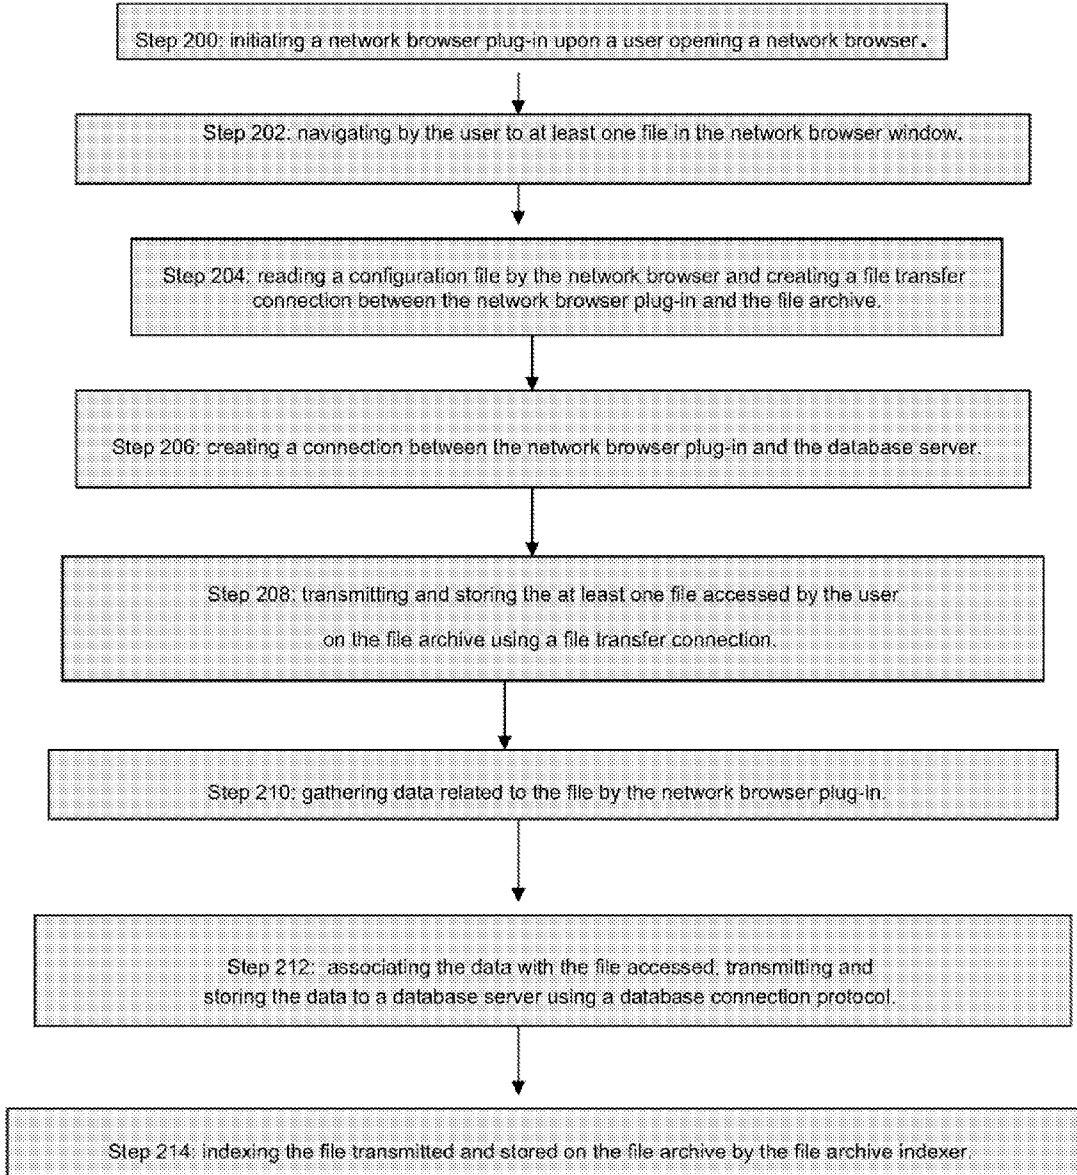 Step 200: initiating a network browser plug-in upon a user opening a network browser.
Step 202: navigating by the user to at least one file in the network browser window.
Step 204: reading a configuration file by the network browser and creating a file transfer
connection between the network browser plug-in and the file archive.
Step 206: creating a connection between the network browser plug-in and the database server.
Step 208: transmitting and storing the at least one file accessed by the user
on the file archive using a file transfer connection.
Step 210: gathering data related to the file by the network browser plug-in.
Step 212: associating the data with the file accessed, transmitting and
storing the data to a database server using a database connection protocol.
Step 214: indexing the file transmitted and stored on the file archive by the file archive indexer.